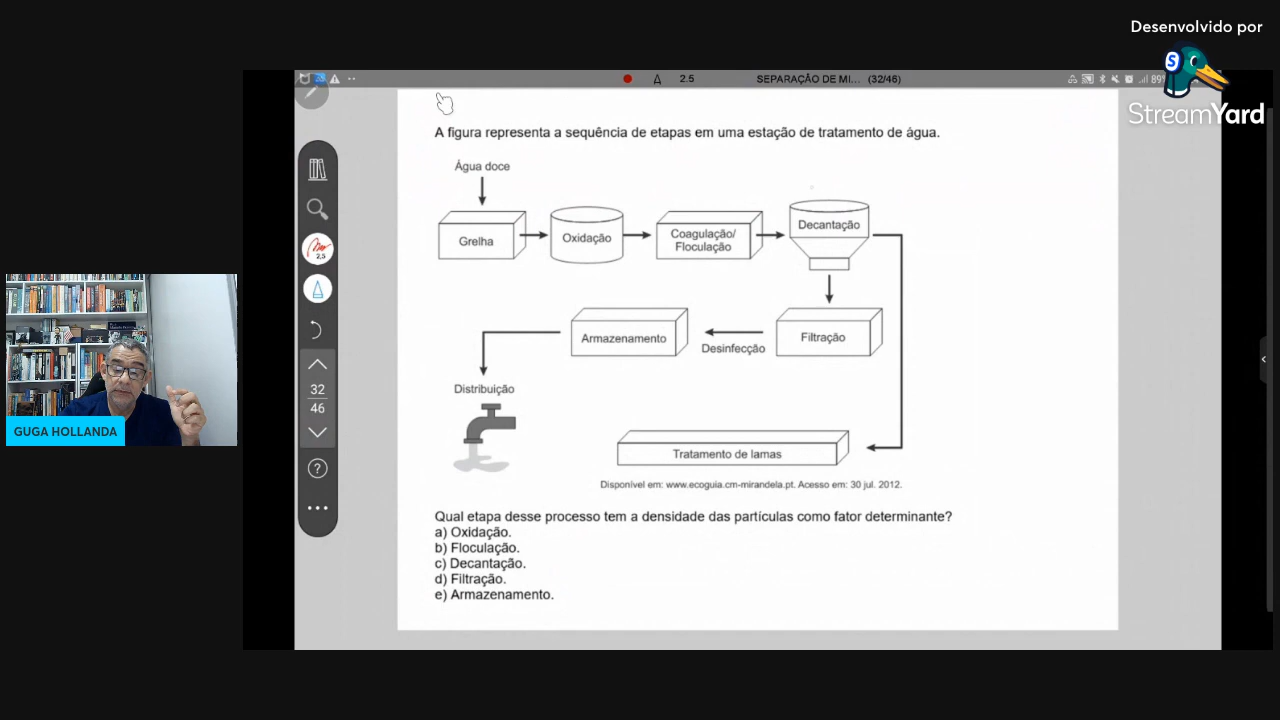 Desenvolvido por
StreamYard
2.5 SEPARAÇÃO DE MI... (32/46) 89%
A figura representa a sequência de etapas em uma estação de tratamento de água.
Água doce
Grelha
Oxidação
Coagulação/
Floculação
Decantação
Armazenamento
Desinfecção
Filtração
Distribuição
Tratamento de lamas
Disponível em: www.ecoguia.cm-mirandela.pt. Acesso em: 30 jul. 2012.
Qual etapa desse processo tem a densidade das partículas como fator determinante?
a) Oxidação.
b) Floculação.
c) Decantação.
d) Filtração.
e) Armazenamento.
2,5
32
46
GUGA HOLLANDA